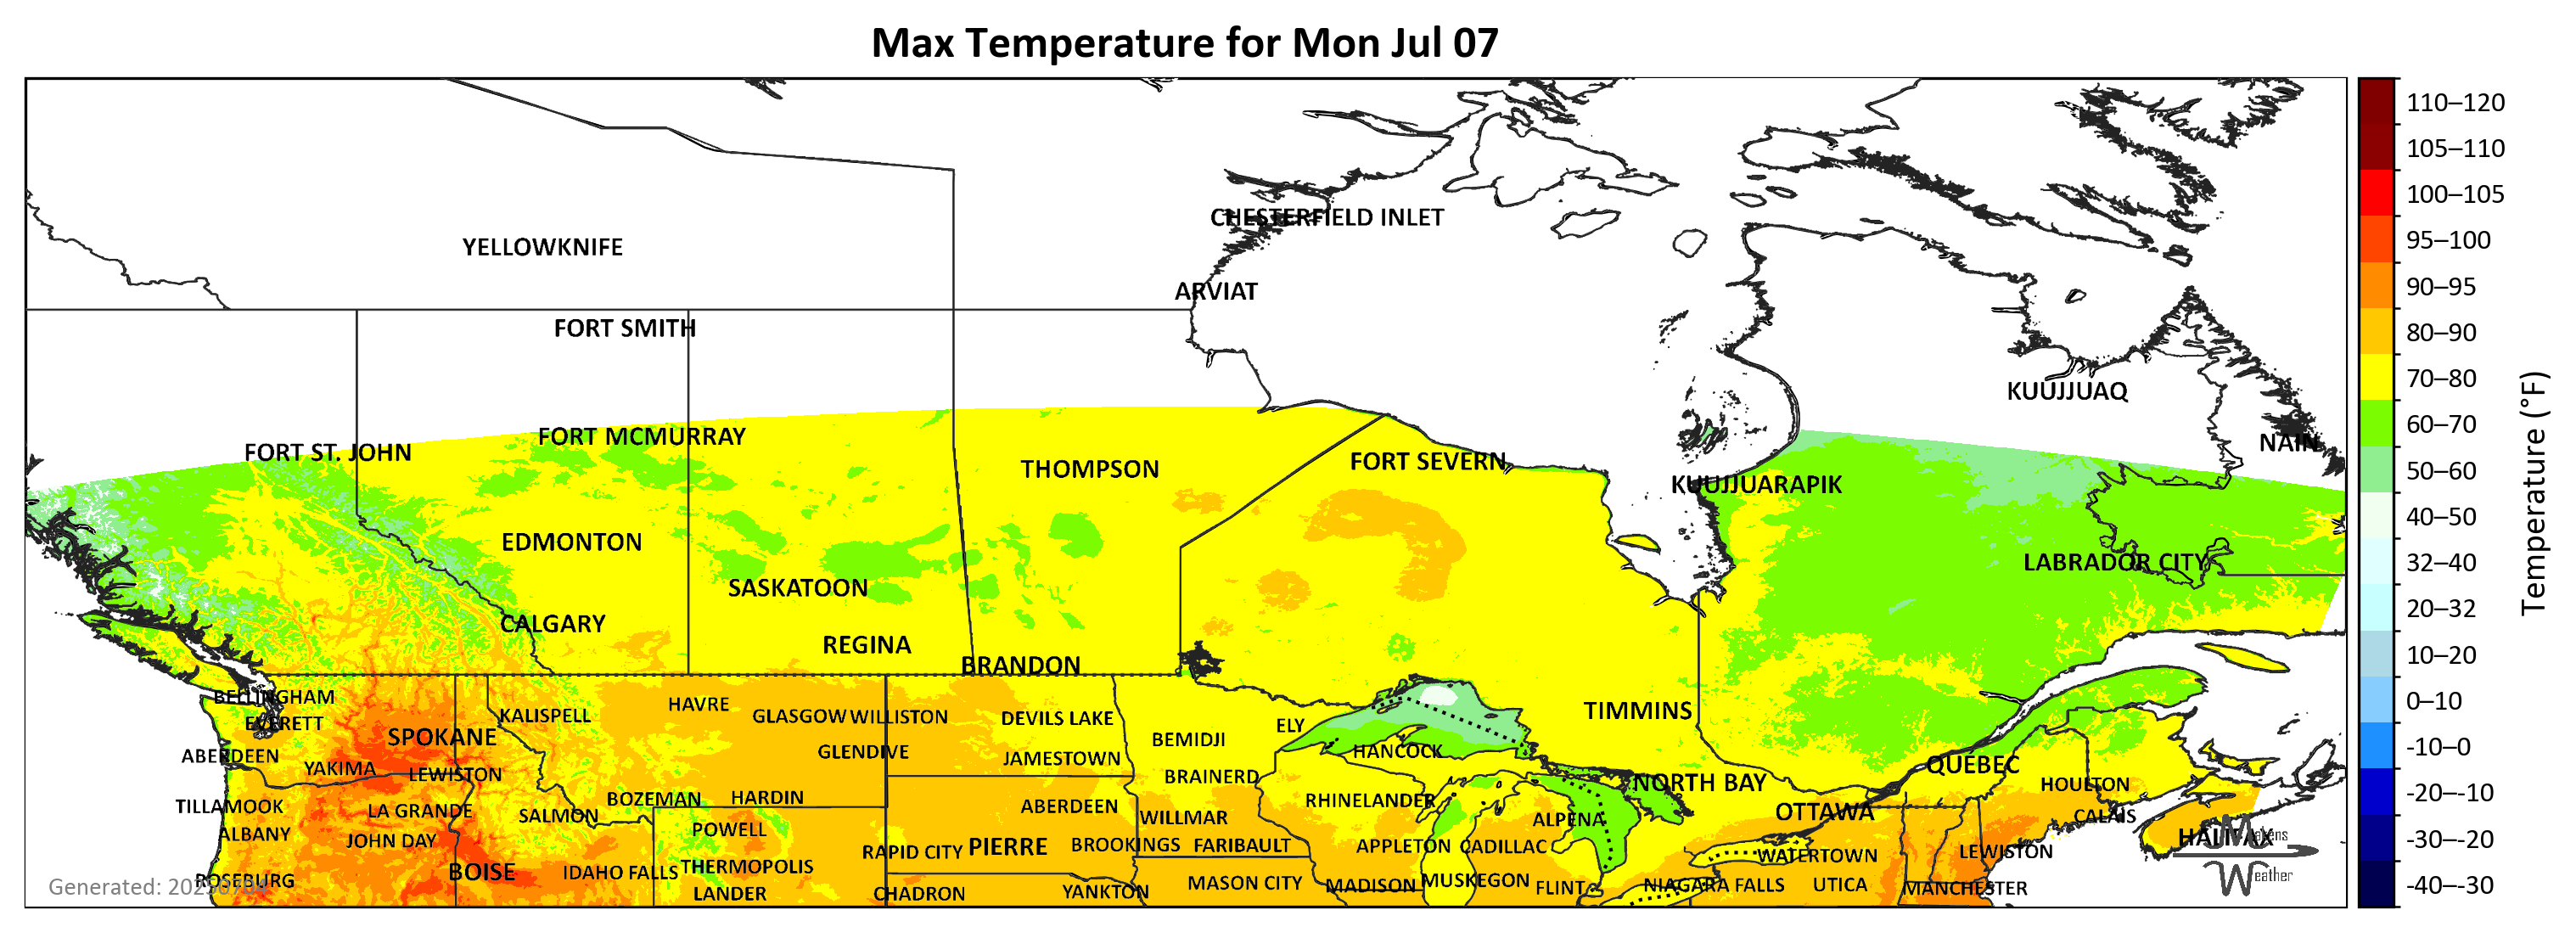 Max Temperature for Mon Jul 07
CHESTERFIELD INLET
YELLOWKNIFE
ARVIAT
FORT SMITH
KUUJJUAQ
FORT MCMURRAY
NAIN
FORT ST. JOHN
FORT SEVERN
THOMPSON
KUUJJUARAPIK
EDMONTON
LABRADOR CITY
SASKATOON
CALGARY
REGINA
BRANDON
BELLINGHAM
HAVRE
TIMMINS
KALISPELL
GLASGOW
WILLISTON
DEVILS LAKE
EVERETT
ELY
SPOKANE
BEMIDJI
ABERDEEN
GLENDIVE
HANCOCK
JAMESTOWN
QUEBEC
YAKIMA
LEWISTON
BRAINERD
NORTH BAY
HOULTON
BOZEMAN
HARDIN
RHINELANDER
TILLAMOOK
LA GRANDE
ABERDEEN
OTTAWA
SALMON
WILLMAR
CALAIS
ALPENA
ALBANY
POWELL
JOHN DAY
HALIFAX
PIERRE
BROOKINGS
FARIBAULT
APPLETON
CADILLAC
RAPID CITY
LEWISTON
WATERTOWN
BOISE
IDAHO FALLS
THERMOPOLIS
ROSEBURG
MUSKEGON
MASON CITY
MADISON
FLINT
NIAGARA FALLS
UTICA
MANCHESTER
LANDER
CHADRON
YANKTON
Generated: 20250704
Makens
Weather
110–120
105–110
100–105
95–100
90–95
80–90
70–80
60–70
50–60
40–50
32–40
20–32
10–20
0–10
-10–0
-20–-10
-30–-20
-40–-30
Temperature (°F)